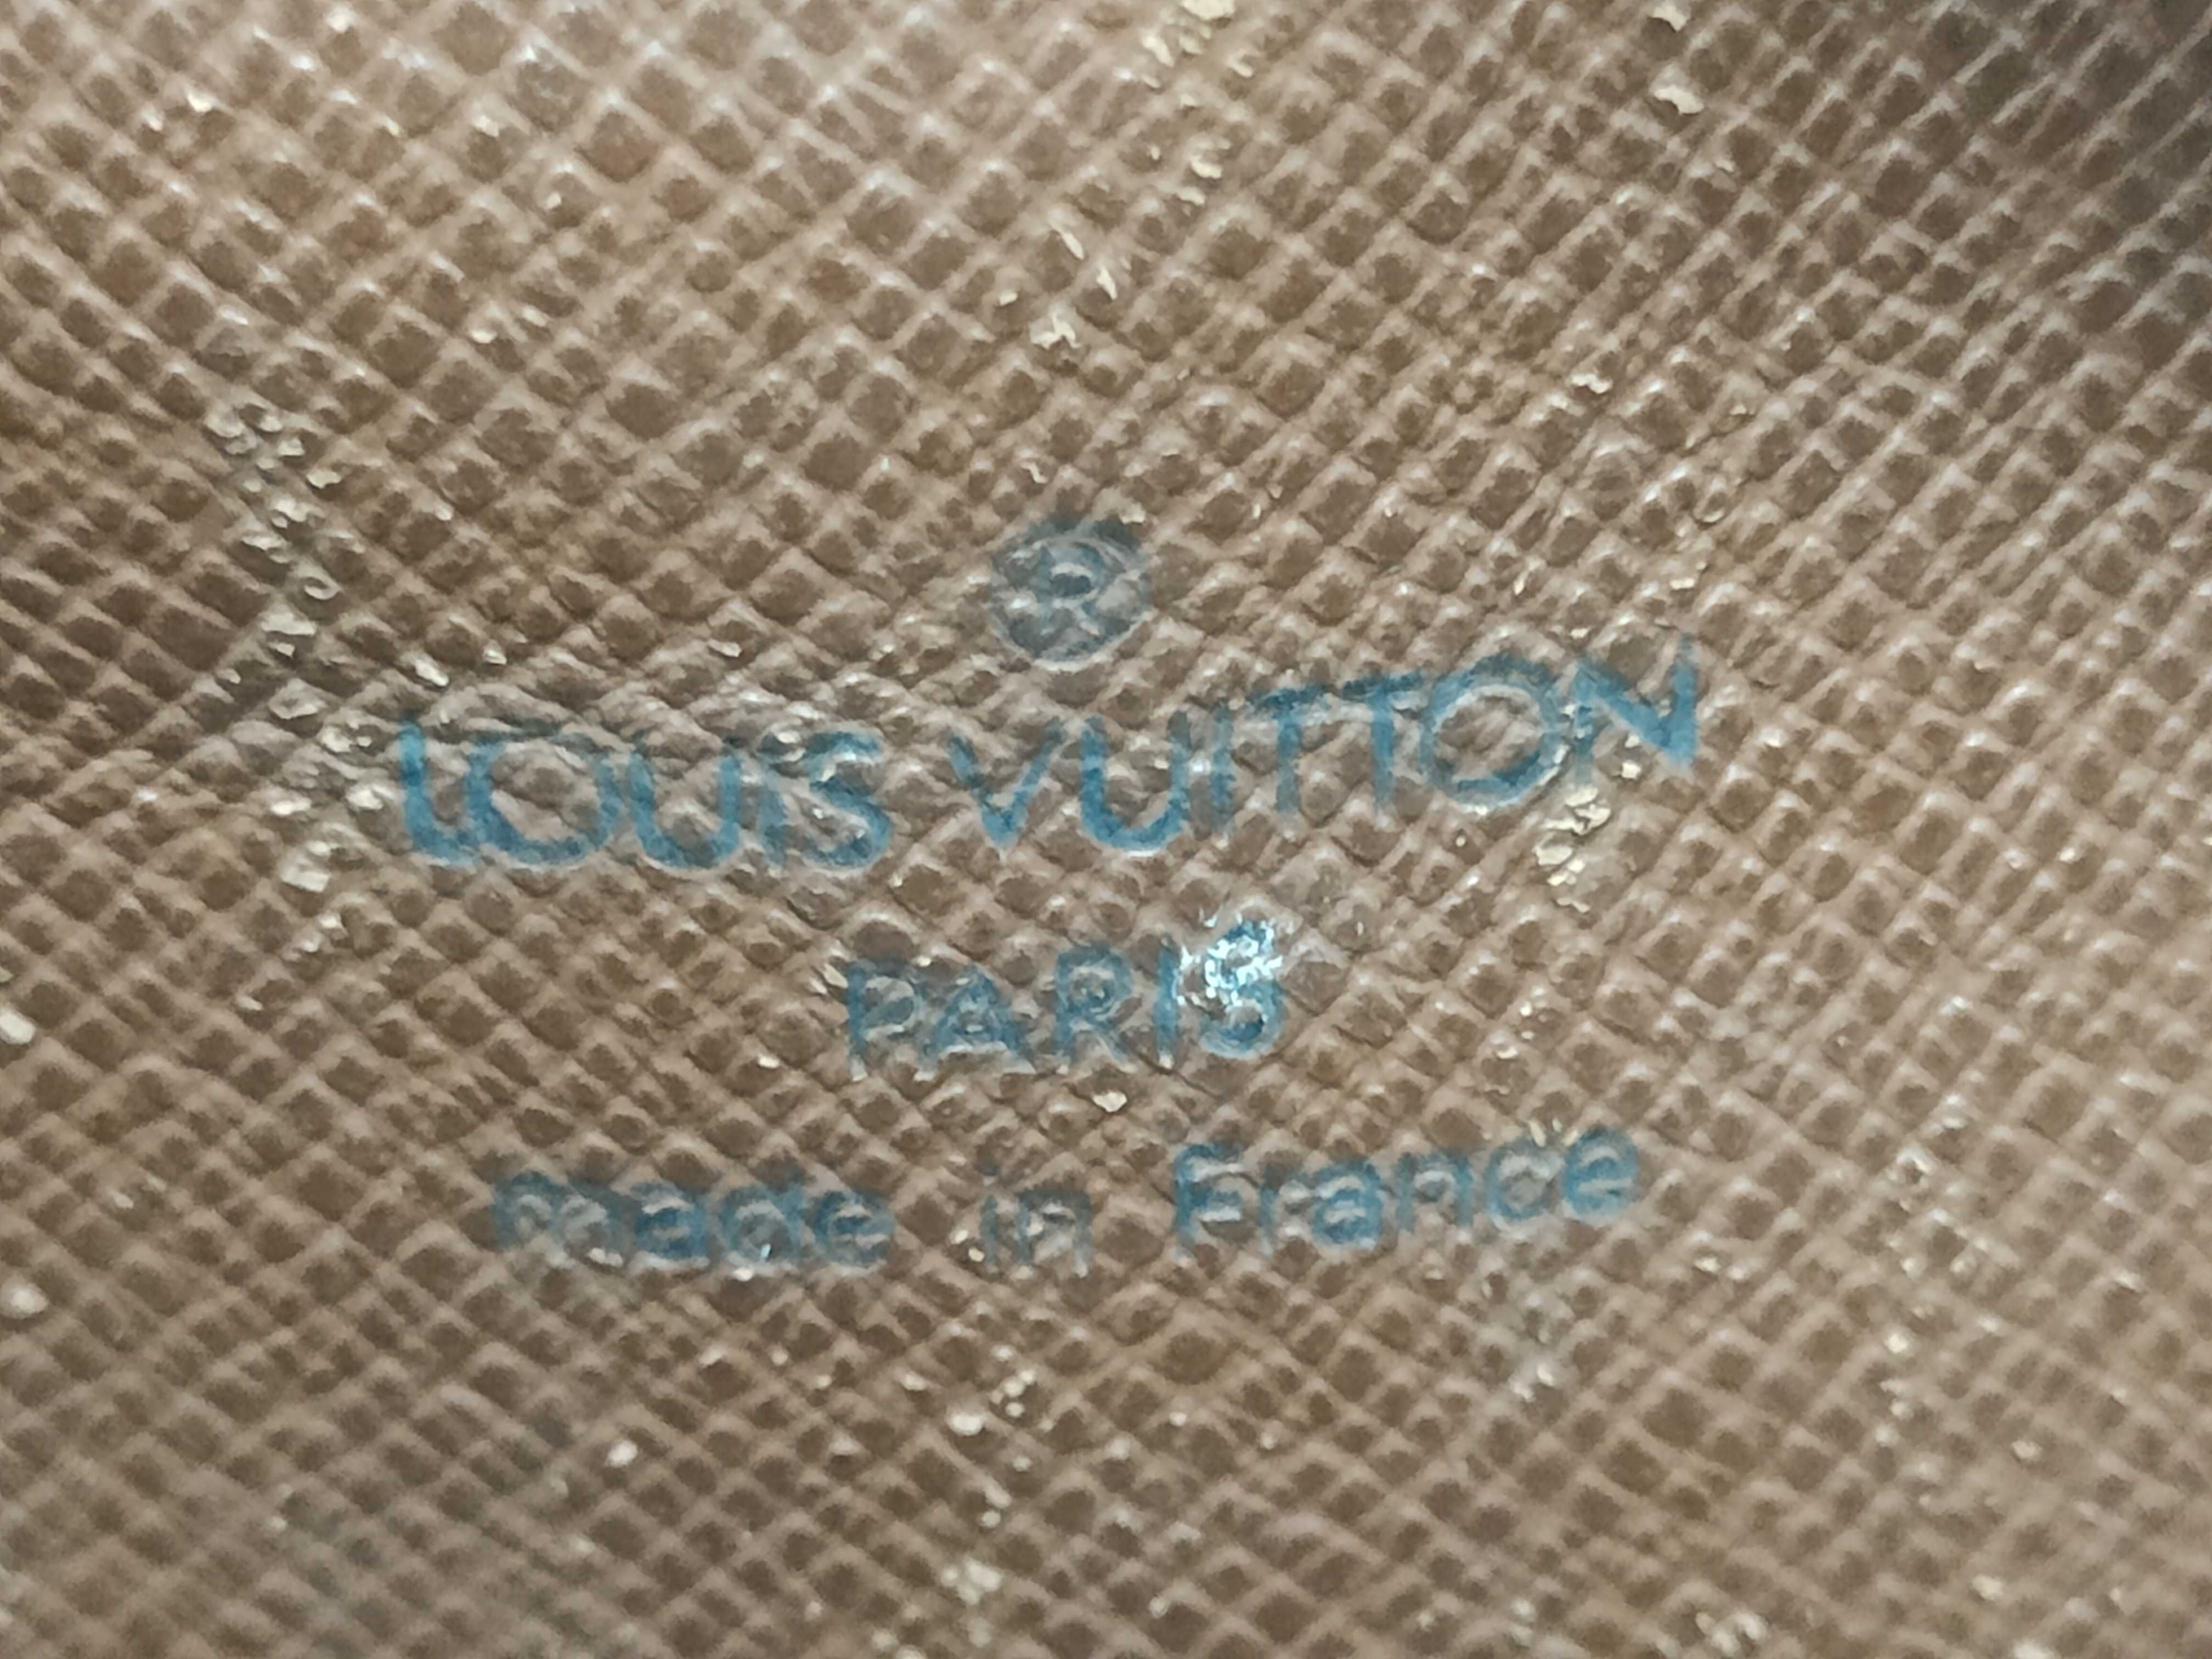 ®
LOUIS VUITTON
PARIS
made in France